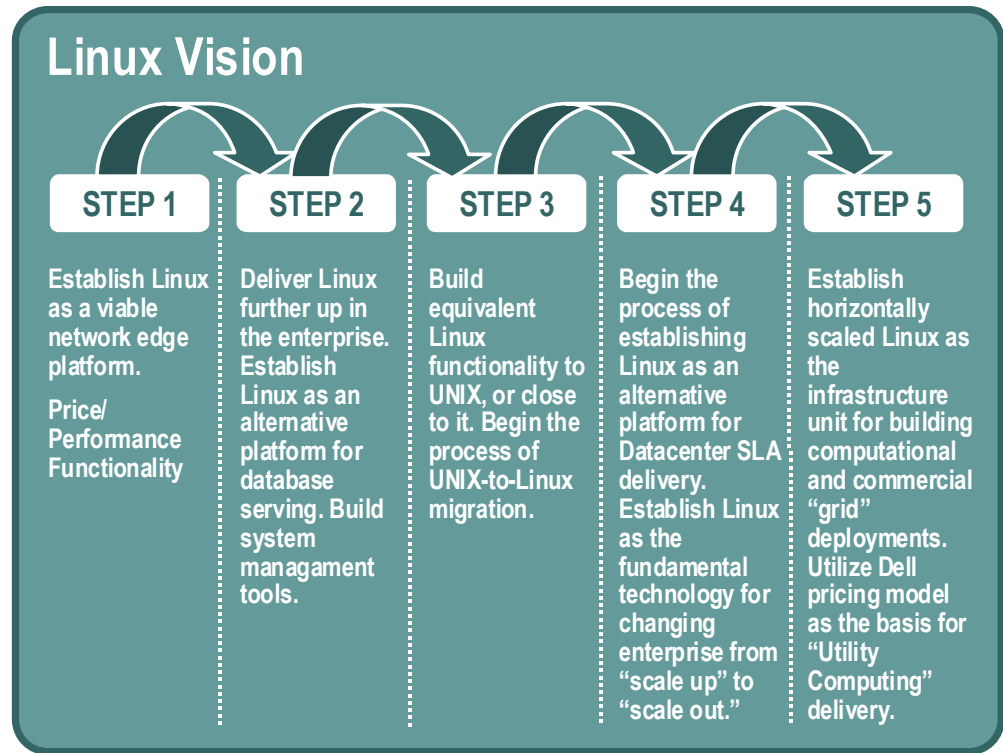 Linux Vision
STEP 1
Establish Linux
as a viable
network edge
platform.
Price/
Performance
Functionality
STEP 2
Deliver Linux
further up in
the enterprise.
Establish
Linux as an
alternative
platform for
database
serving. Build
system
managament
tools.
STEP 3
Build
equivalent
Linux
functionality to
UNIX, or close
to it. Begin the
process of
UNIX-to-Linux
migration.
STEP 4
Begin the
process of
establishing
Linux as an
alternative
platform for
Datacenter SLA
delivery.
Establish Linux
as the
fundamental
technology for
changing
enterprise from
“scale up” to
“scale out.”
STEP 5
Establish
horizontally
scaled Linux as
the
infrastructure
unit for building
computational
and commercial
“grid”
deployments.
Utilize Dell
pricing model
as the basis for
“Utility
Computing”
delivery.